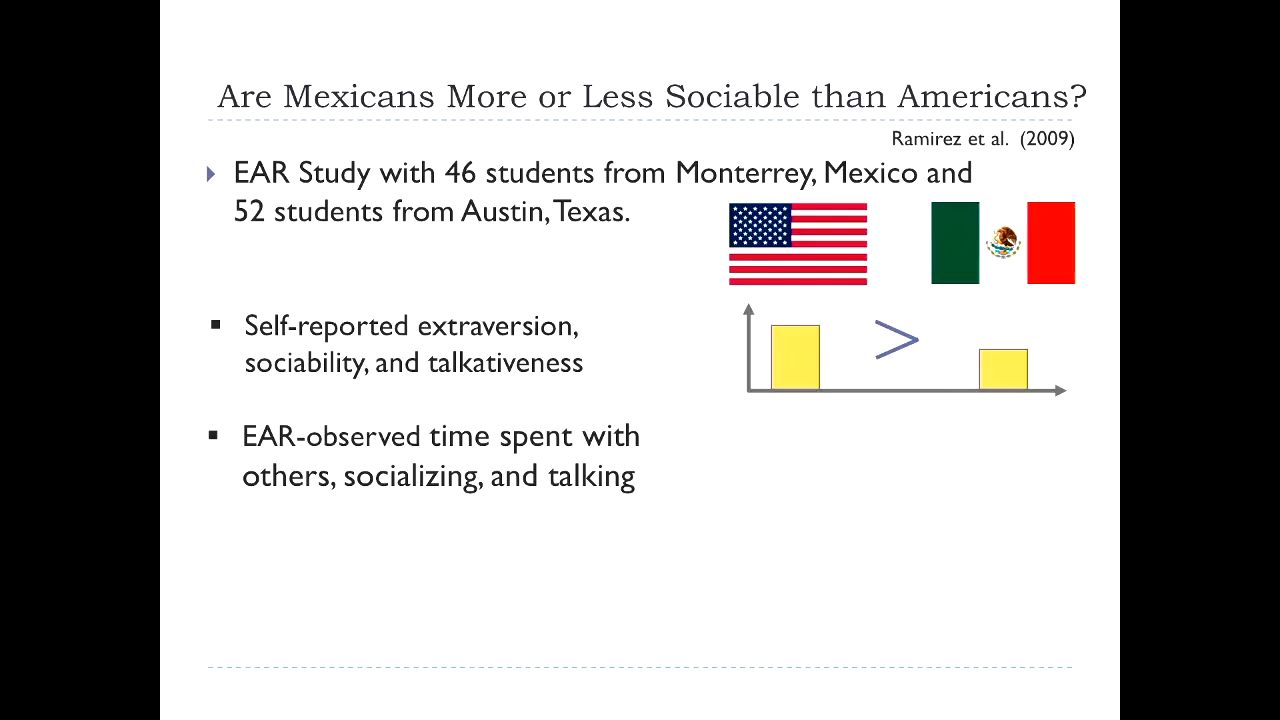 Are Mexicans More or Less Sociable than Americans?
Ramirez et al. (2009)
EAR Study with 46 students from Monterrey, Mexico and
52 students from Austin, Texas.
▪ Self-reported extraversion,
sociability, and talkativeness
>
▪ EAR-observed time spent with
others, socializing, and talking